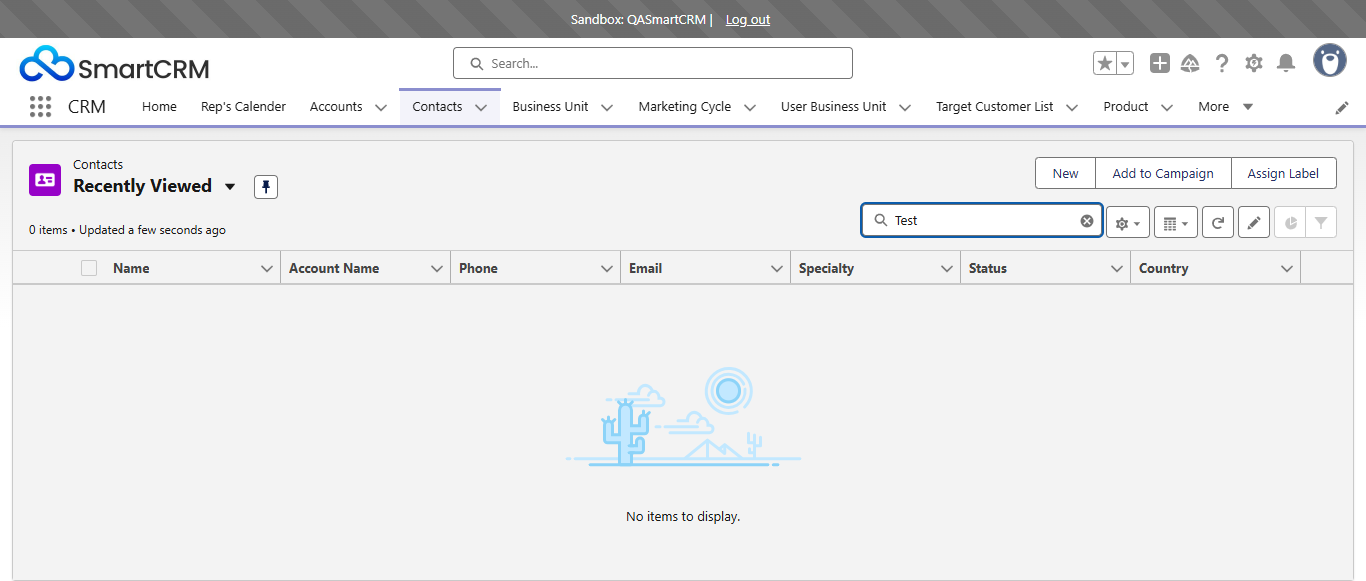 Sandbox: QASmartCRM | Log out
SmartCRM
Search...
CRM Home Rep's Calender Accounts Contacts Business Unit Marketing Cycle User Business Unit Target Customer List Product More
Contacts
Recently Viewed
New Add to Campaign Assign Label
0 items • Updated a few seconds ago
Test
Name Account Name Phone Email Specialty Status Country
No items to display.